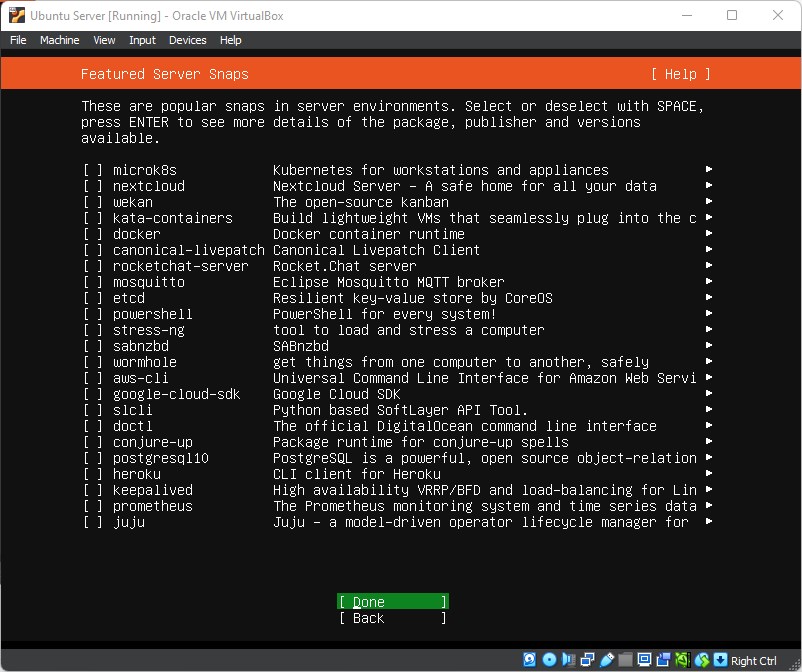 Ubuntu Server [Running] - Oracle VM VirtualBox
File Machine View Input Devices Help
Featured Server Snaps [ Help ]
These are popular snaps in server environments. Select or deselect with SPACE,
press ENTER to see more details of the package, publisher and versions
available.
[ ] microk8s Kubernetes for workstations and appliances ►
[ ] nextcloud Nextcloud Server - A safe home for all your data ►
[ ] wekan The open-source kanban ►
[ ] kata-containers Build lightweight VMs that seamlessly plug into the c ►
[ ] docker Docker container runtime ►
[ ] canonical-livepatch Canonical Livepatch Client ►
[ ] rocketchat-server Rocket.Chat server ►
[ ] mosquitto Eclipse Mosquitto MQTT broker ►
[ ] etcd Resilient key-value store by CoreOS ►
[ ] powershell PowerShell for every system! ►
[ ] stress-ng tool to load and stress a computer ►
[ ] sabnzbd SABnzbd ►
[ ] wormhole get things from one computer to another, safely ►
[ ] aws-cli Universal Command Line Interface for Amazon Web Servi ►
[ ] google-cloud-sdk Google Cloud SDK ►
[ ] slcli Python based SoftLayer API Tool. ►
[ ] doctl The official DigitalOcean command line interface ►
[ ] conjure-up Package runtime for conjure-up spells ►
[ ] postgresql10 PostgreSQL is a powerful, open source object-relation ►
[ ] heroku CLI client for Heroku ►
[ ] keepalived High availability VRRP/BFD and load-balancing for Lin ►
[ ] prometheus The Prometheus monitoring system and time series data ►
[ ] juju Juju - a model-driven operator lifecycle manager for ►
[ Done ]
[ Back ]
Right Ctrl